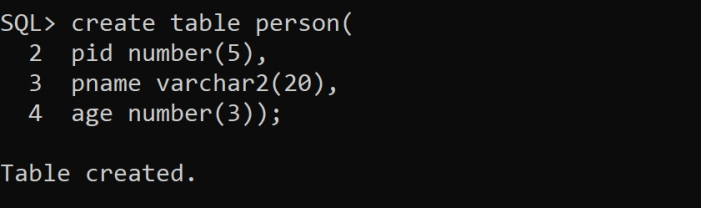 SQL> create table person(
  2  pid number(5),
  3  pname varchar2(20),
  4  age number(3));
Table created.